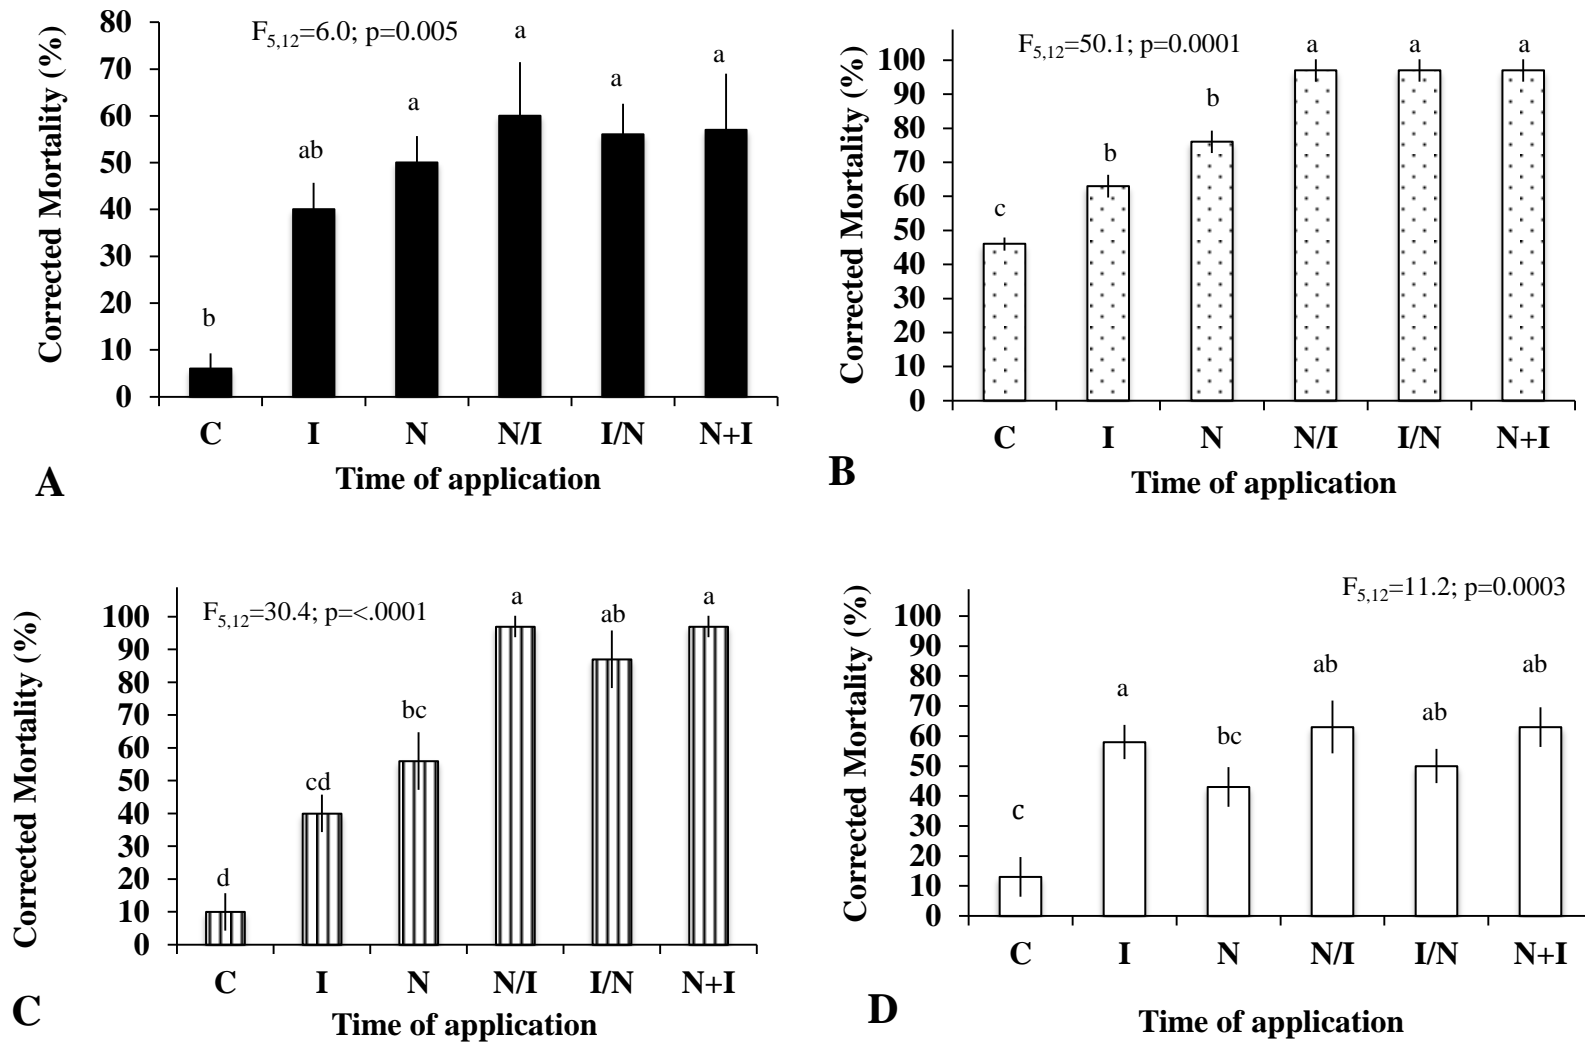 F5,12=6.0; p=0.005
Corrected Mortality (%)
80
70
60
50
40
30
20
10
0
b
ab
a
a
a
a
C I N N/I I/N N+I
Time of application
A
F5,12=50.1; p=0.0001
Corrected Mortality (%)
100
90
80
70
60
50
40
30
20
10
0
c
b
b
a
a
a
C I N N/I I/N N+I
Time of application
B
F5,12=30.4; p=<.0001
Corrected Mortality (%)
100
90
80
70
60
50
40
30
20
10
0
d
cd
bc
a
ab
a
C I N N/I I/N N+I
Time of application
C
F5,12=11.2; p=0.0003
Corrected Mortality (%)
100
90
80
70
60
50
40
30
20
10
0
c
a
bc
ab
ab
ab
C I N N/I I/N N+I
Time of application
D